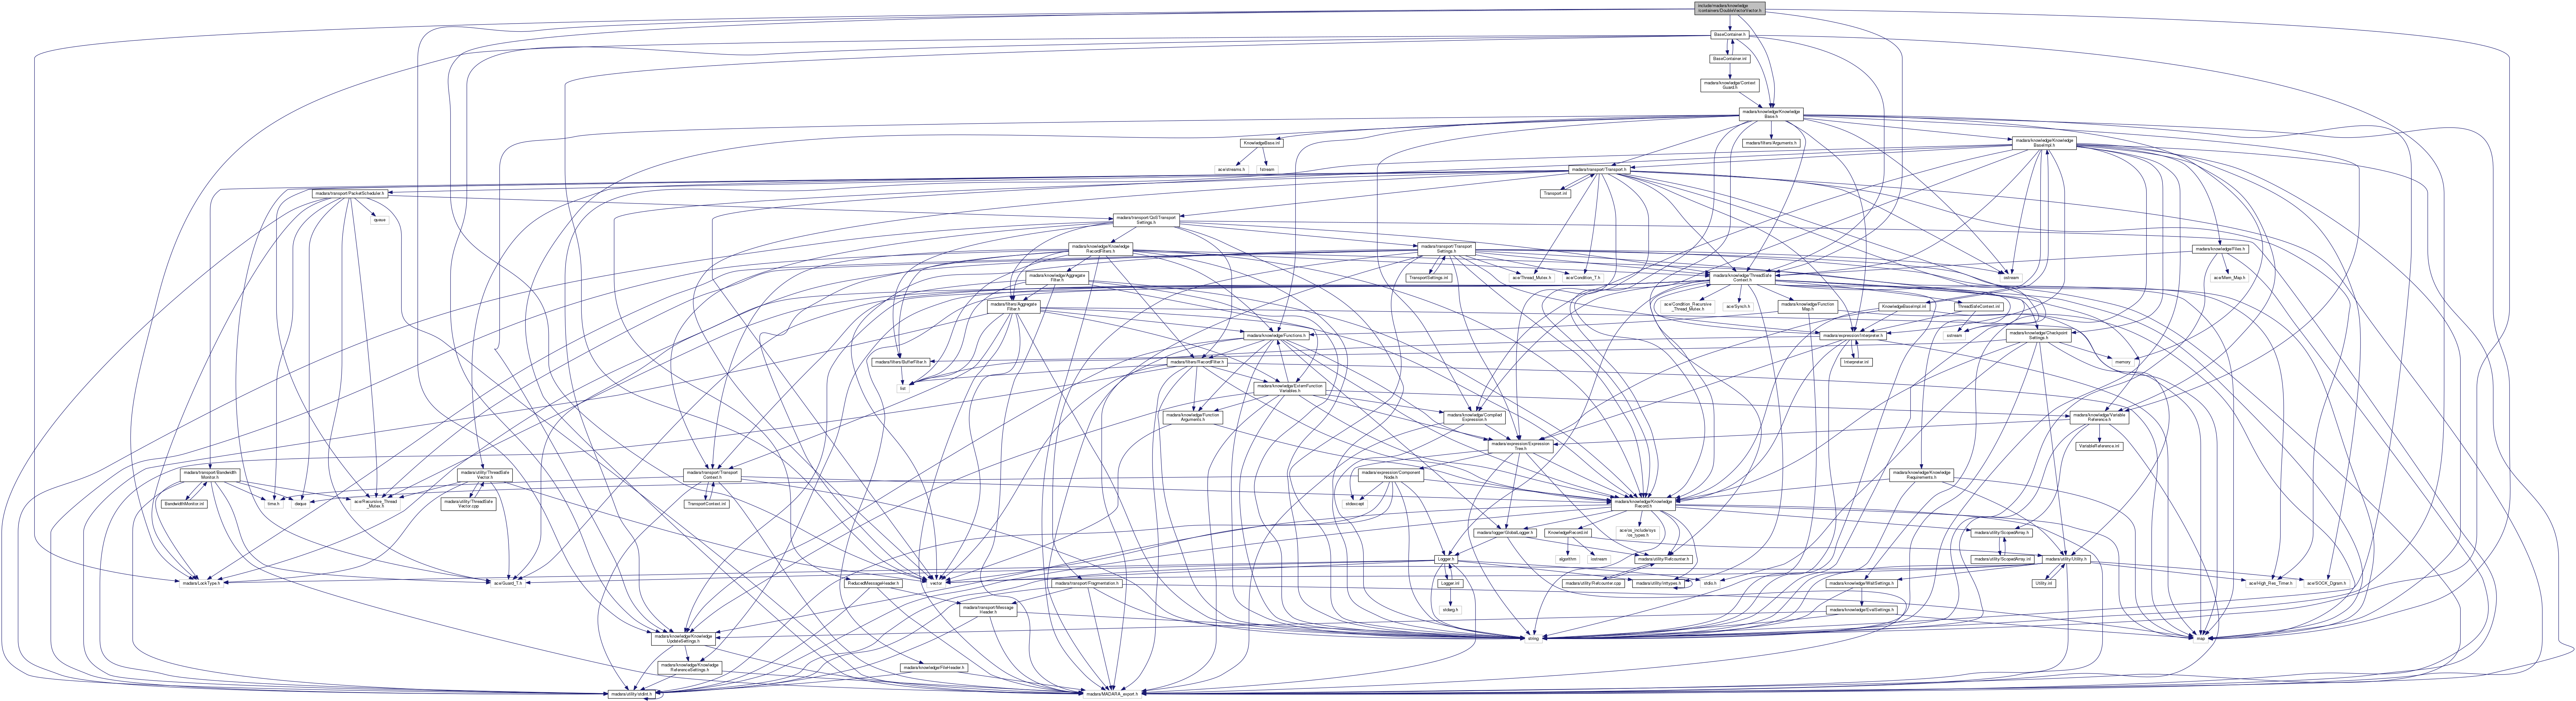 include/madara/knowledge
/containers/DoubleVectorVector.h
BaseContainer.h
BaseContainer.inl
madara/knowledge/Context
Guard.h
madara/knowledge/Knowledge
Base.h
KnowledgeBase.inl
madara/filters/Arguments.h
madara/knowledge/Knowledge
BaseImpl.h
ace/streams.h
fstream
madara/transport/Transport.h
madara/transport/PacketScheduler.h
Transport.inl
queue
madara/transport/QoSTransport
Settings.h
madara/knowledge/Knowledge
RecordFilters.h
madara/transport/Transport
Settings.h
madara/knowledge/Files.h
madara/knowledge/Aggregate
Filter.h
TransportSettings.inl
ace/Thread_Mutex.h
ace/Condition_T.h
madara/knowledge/ThreadSafe
Context.h
iostream
ace/Mem_Map.h
madara/filters/Aggregate
Filter.h
ace/Condition_Recursive
_Thread_Mutex.h
ace/Synch.h
madara/knowledge/Function
Map.h
KnowledgeBaseImpl.inl
ThreadSafeContext.inl
madara/knowledge/Functions.h
madara/expression/Interpreter.h
sstream
madara/knowledge/Checkpoint
Settings.h
madara/filters/BufferFilter.h
madara/filters/RecordFilter.h
Interpreter.inl
memory
list
madara/knowledge/ExternFunction
Variables.h
madara/knowledge/Function
Arguments.h
madara/knowledge/Compiled
Expression.h
madara/knowledge/Variable
Reference.h
madara/expression/Expression
Tree.h
VariableReference.inl
madara/transport/Bandwidth
Monitor.h
madara/utility/ThreadSafe
Vector.h
madara/transport/Transport
Context.h
madara/expression/Component
Node.h
madara/knowledge/Knowledge
Requirements.h
BandwidthMonitor.inl
time.h
deque
ace/Recursive_Thread
_Mutex.h
madara/utility/ThreadSafe
Vector.cpp
TransportContext.inl
stdexcept
madara/knowledge/Knowledge
Record.h
madara/logger/GlobalLogger.h
KnowledgeRecord.inl
ace/os_include/sys
/os_types.h
madara/utility/ScopedArray.h
Logger.h
algorithm
iostream
madara/utility/Refcounter.h
madara/utility/ScopedArray.inl
madara/utility/Utility.h
madara/LockType.h
ace/Guard_T.h
ReducedMessageHeader.h
vector
madara/transport/Fragmentation.h
Logger.inl
madara/utility/Refcounter.cpp
madara/utility/inttypes.h
stdio.h
madara/knowledge/WaitSettings.h
Utility.inl
ace/High_Res_Timer.h
ace/SOCK_Dgram.h
madara/transport/Message
Header.h
stdarg.h
madara/knowledge/EvalSettings.h
madara/knowledge/Knowledge
UpdateSettings.h
string
map
madara/knowledge/Knowledge
ReferenceSettings.h
madara/knowledge/FileHeader.h
madara/utility/stdint.h
madara/MADARA_export.h